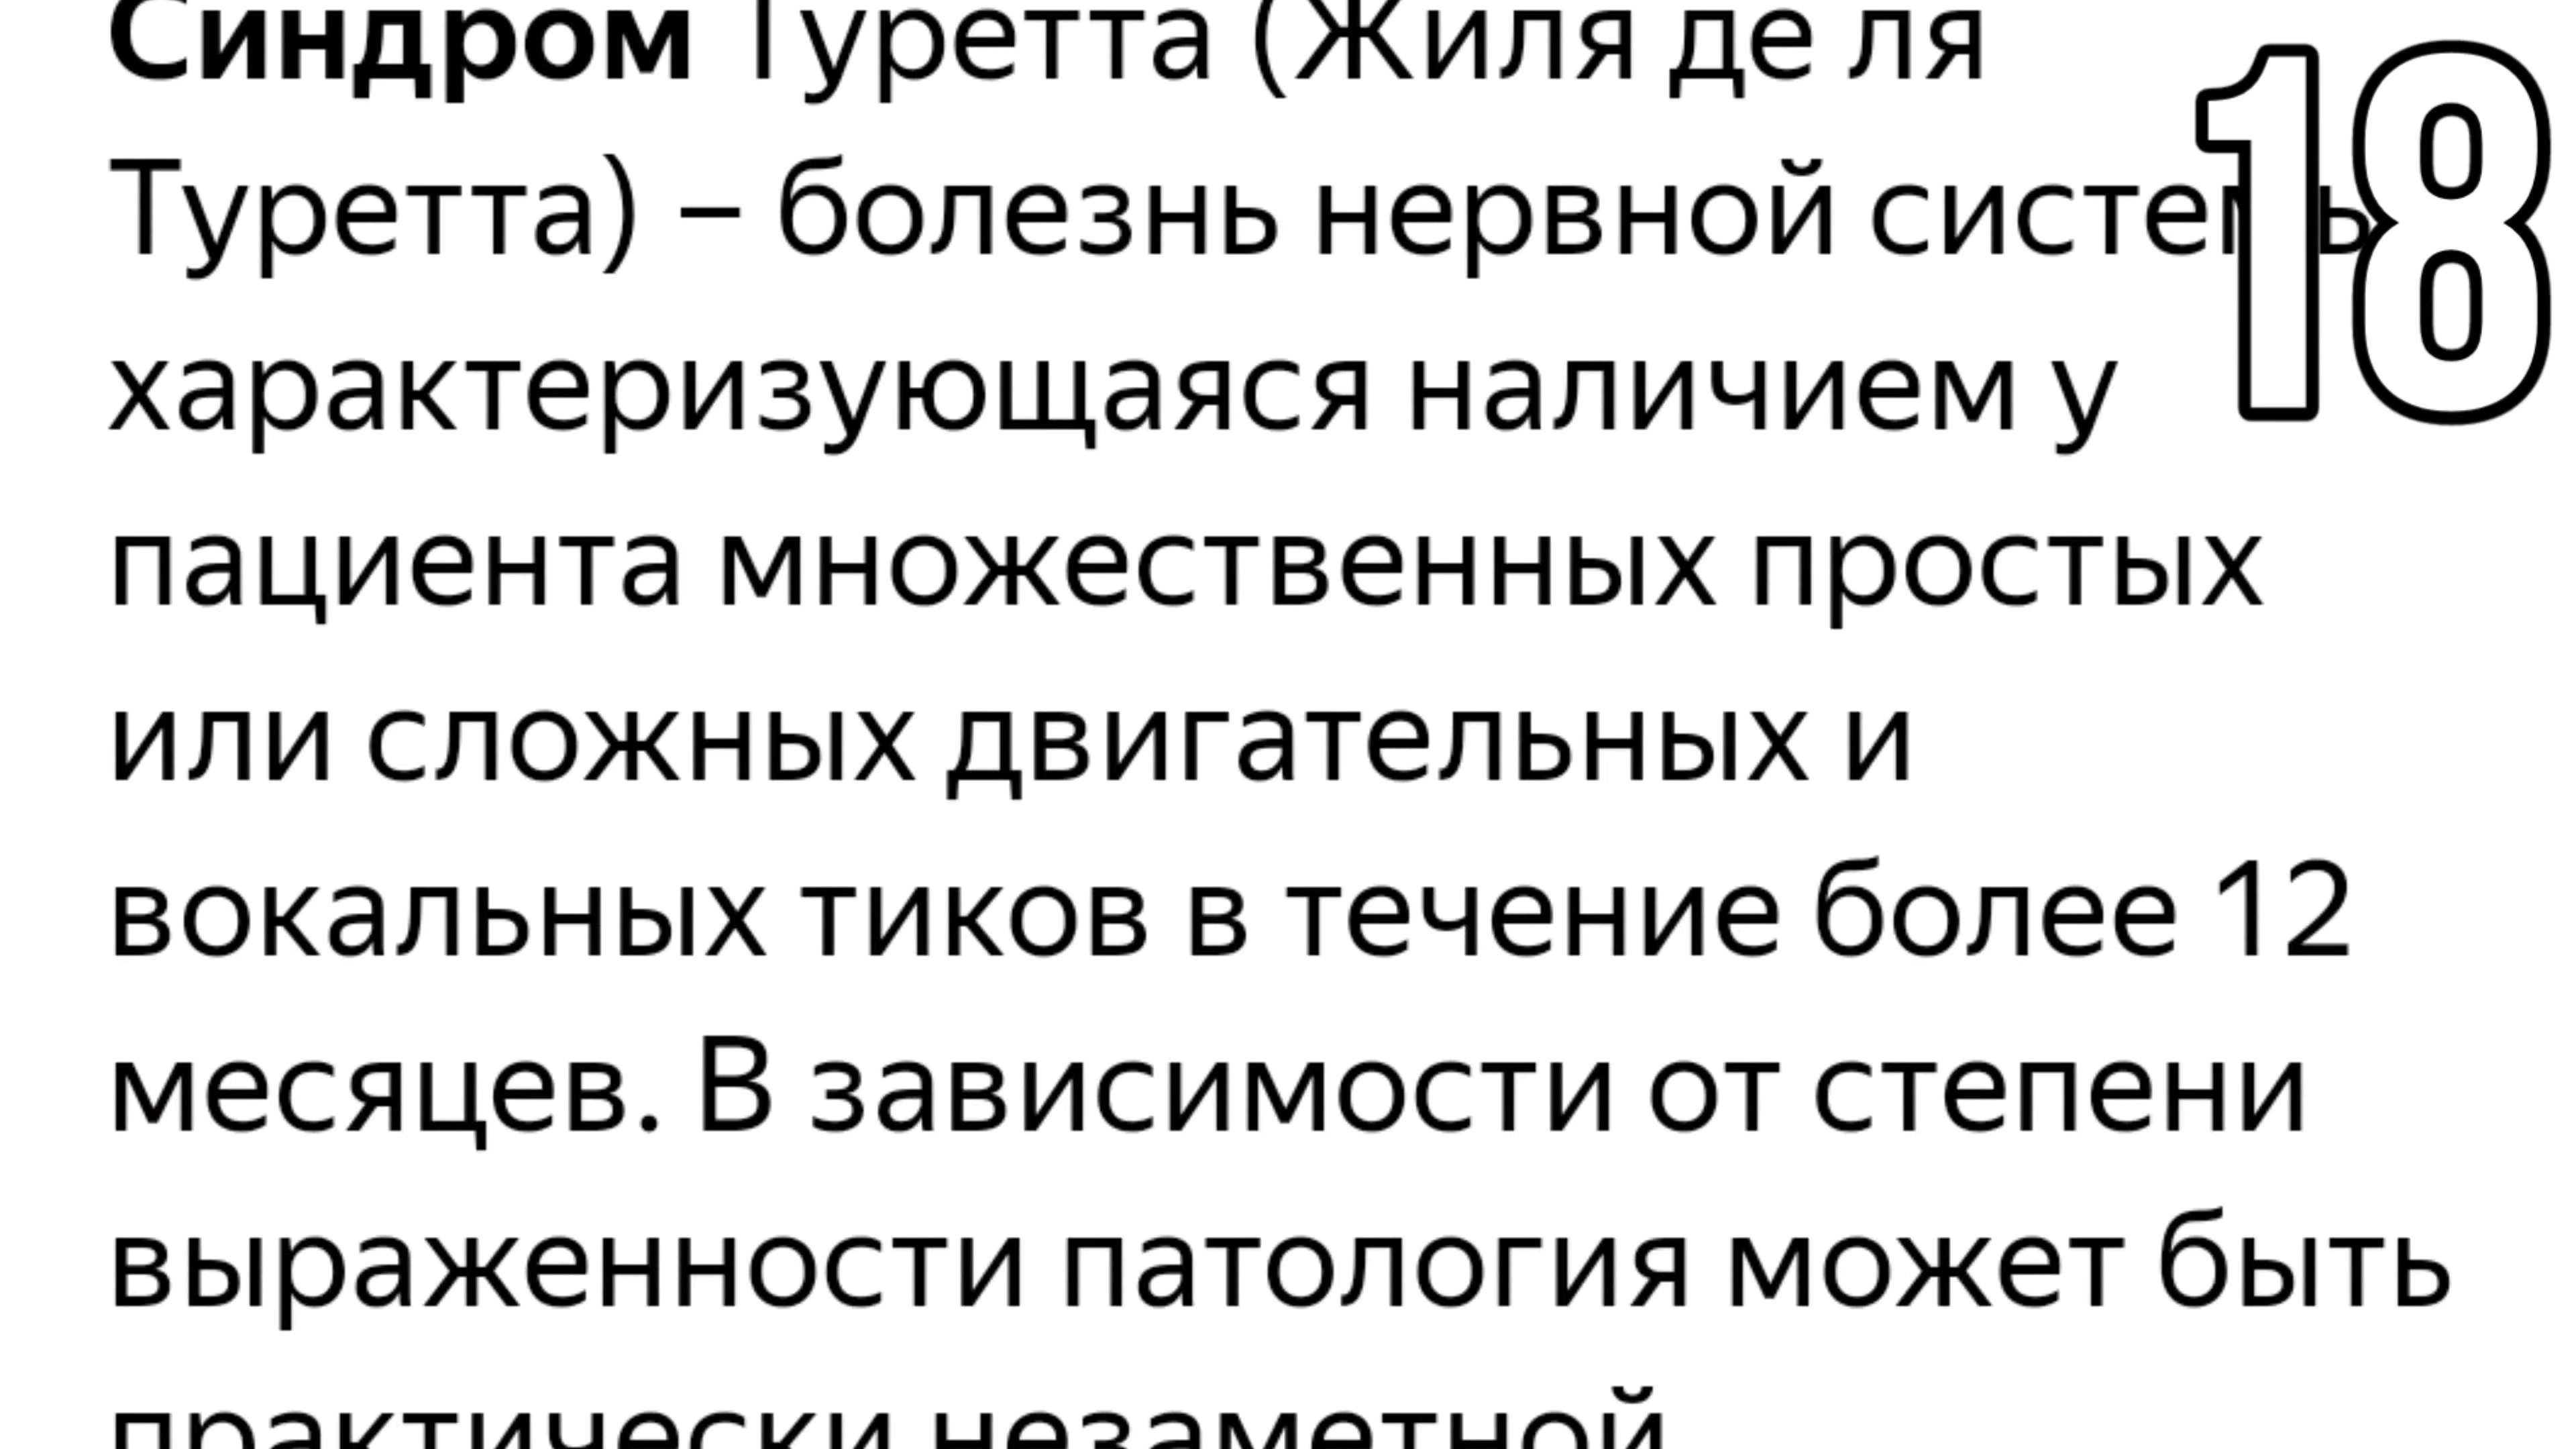 Синдром Туретта (Жиля де ля
Туретта) – болезнь нервной
18
характеризующаяся наличием у
пациента множественных простых
или сложных двигательных и
вокальных тиков в течение более 12
месяцев. В зависимости от степени
выраженности патология может быть
практически незаметной